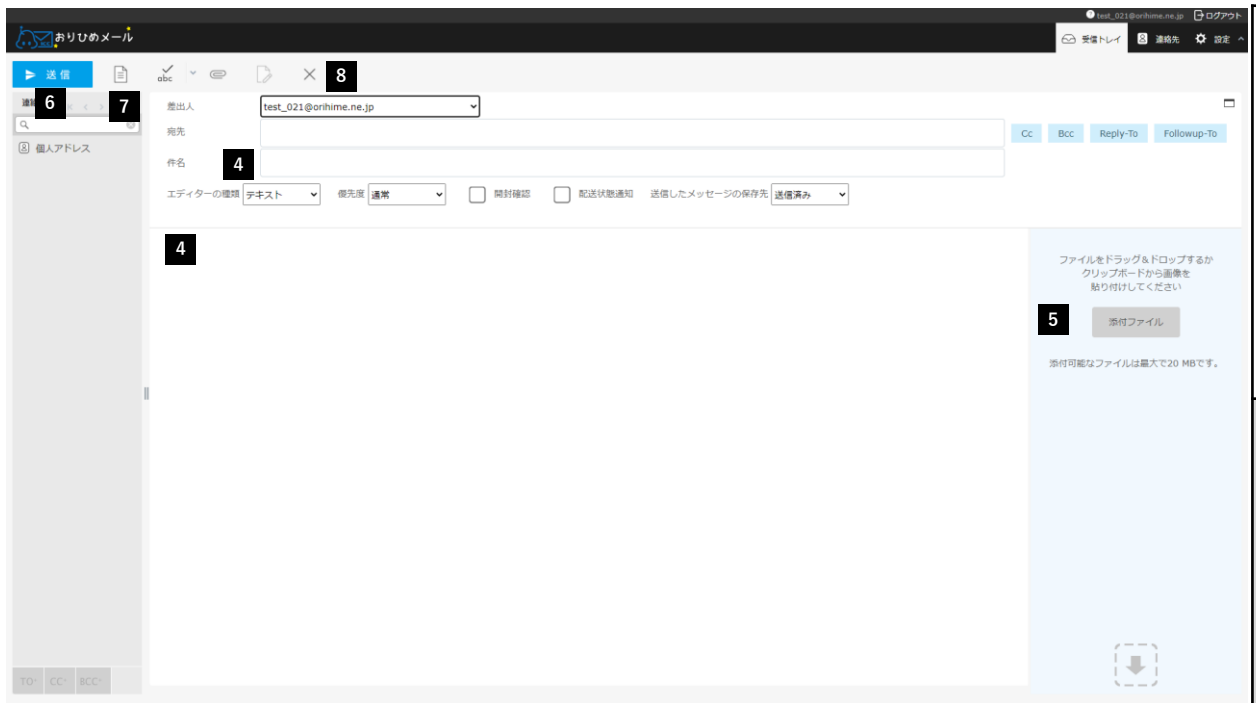 test_021@orihime.ne.jp ログアウト
おりひめメール
受信トレイ 連絡先 設定
送信
abc
8
6
7
差出人 test_021@orihime.ne.jp
宛先 Cc Bcc Reply-To Followup-To
個人アドレス
件名 4
エディターの種類 テキスト 優先度 通常 開封確認 配送状態通知 送信したメッセージの保存先 送信済み
4
ファイルをドラッグ&ドロップするか
クリップボードから画像を
貼り付けしてください
5 添付ファイル
添付可能なファイルは最大で20 MBです。
TO+ CC+ BCC+